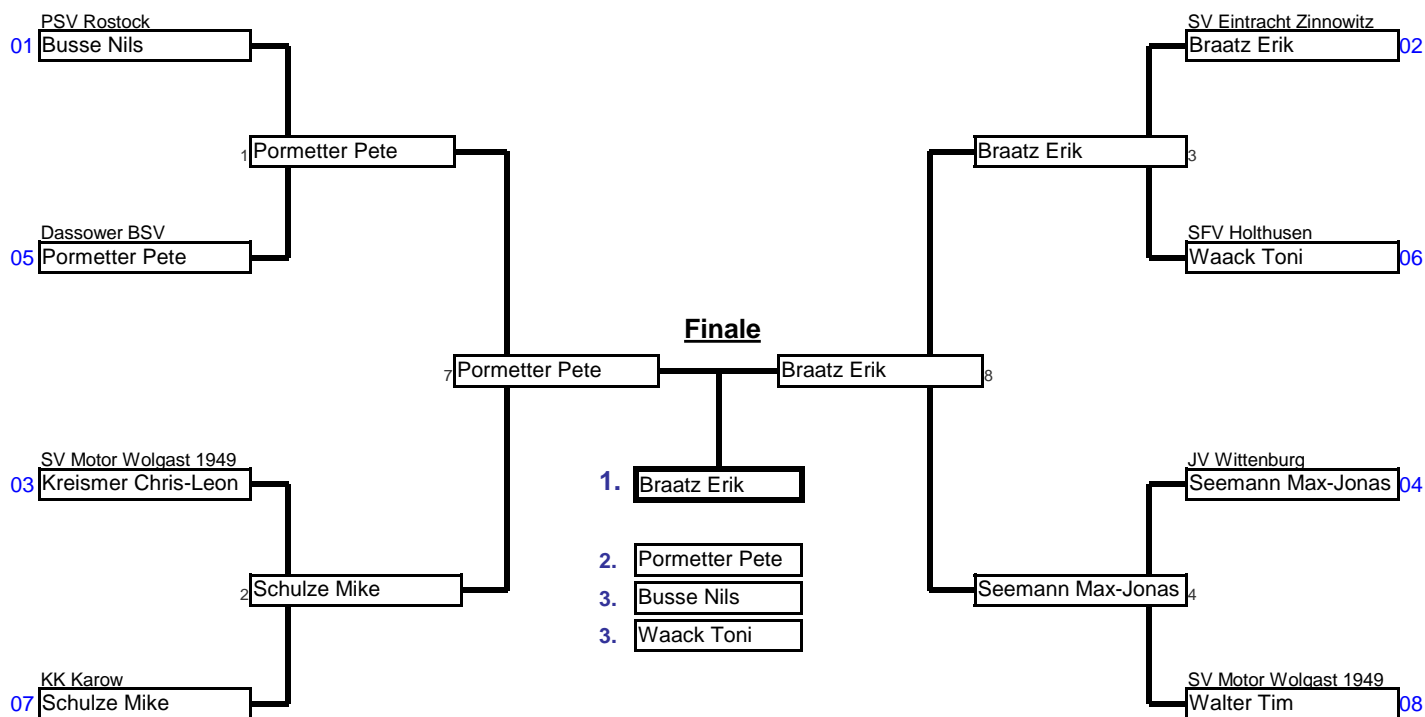 PSV Rostock
01 Busse Nils
SV Eintracht Zinnowitz
Braatz Erik 02
1 Pormetter Pete
Braatz Erik 3
Dassower BSV
05 Pormetter Pete
SFV Holthusen
Waack Toni 06
Finale
7 Pormetter Pete
Braatz Erik 8
SV Motor Wolgast 1949
03 Kreismer Chris-Leon
JV Wittenburg
Seemann Max-Jonas 04
1. Braatz Erik
2. Pormetter Pete
3. Busse Nils
3. Waack Toni
2 Schulze Mike
Seemann Max-Jonas 4
KK Karow
07 Schulze Mike
SV Motor Wolgast 1949
Walter Tim 08